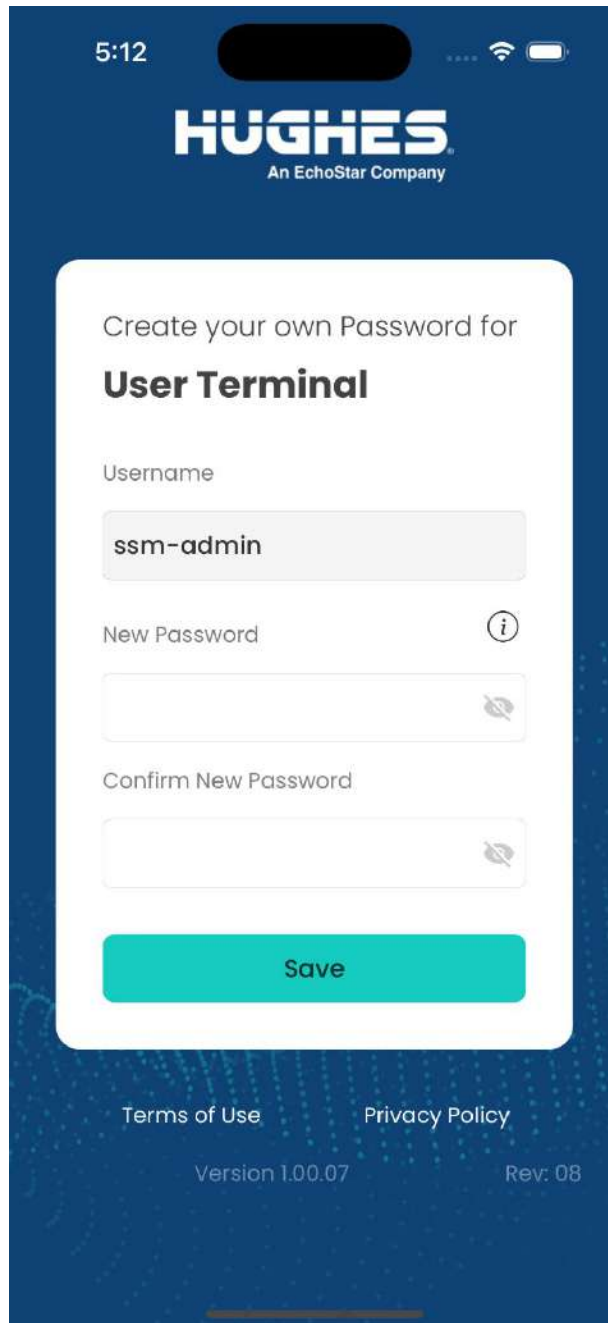 5:12
HUGHES®
An EchoStar Company
Create your own Password for
User Terminal
Username
ssm-admin
New Password
i
Confirm New Password
Save
Terms of Use Privacy Policy
Version 1.00.07 Rev: 08